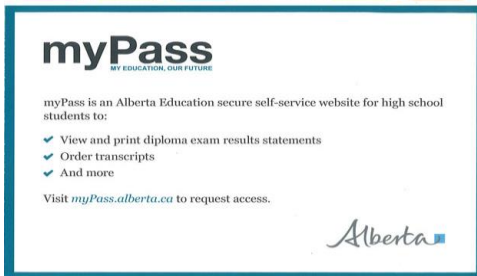 myPass
MY EDUCATION, OUR FUTURE
myPass is an Alberta Education secure self-service website for high school
students to:
View and print diploma exam results statements
Order transcripts
And more
Visit myPass.alberta.ca to request access.
Alberta